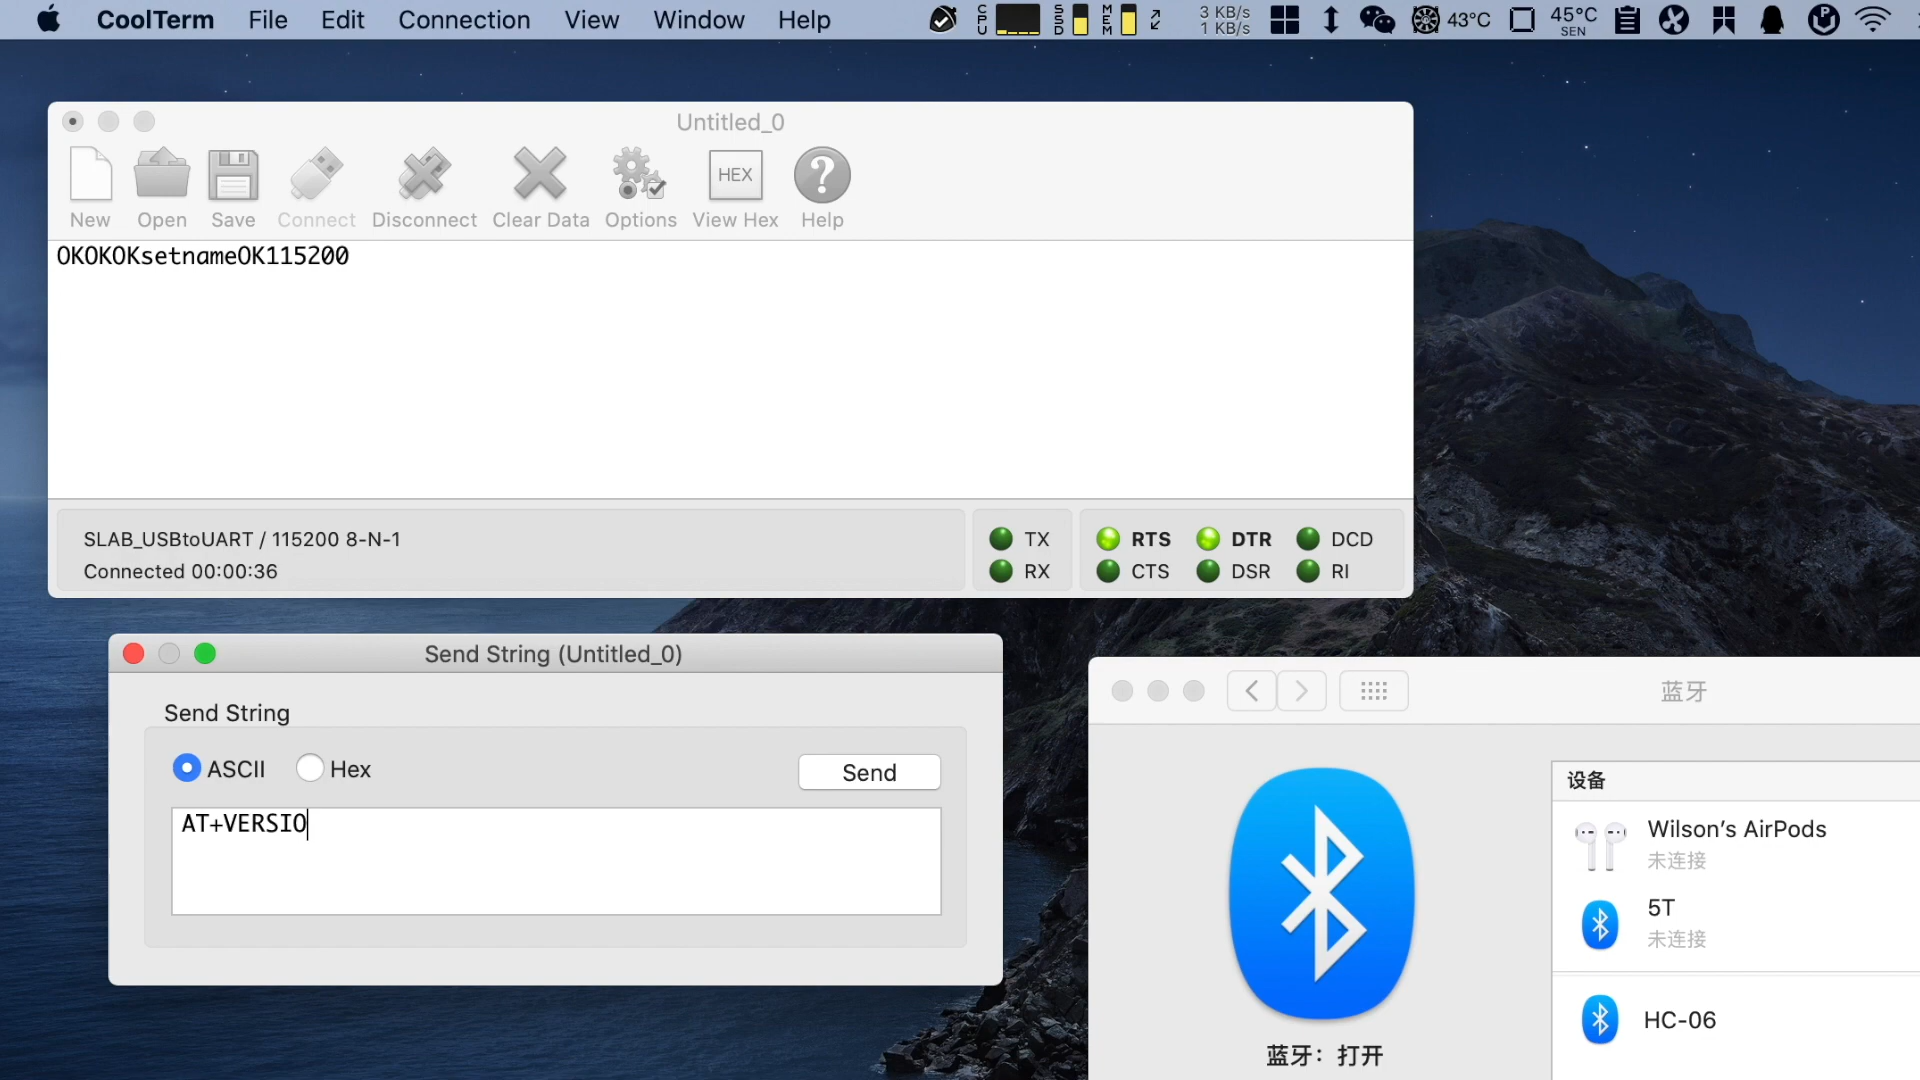 CoolTerm File Edit Connection View Window Help CPU SSD MEM 3 KB/s 1 KB/s 43°C 45°C SEN
Untitled_0
New Open Save Connect Disconnect Clear Data Options HEX View Hex Help
OKOKOKsetnameOK115200
SLAB_USBtoUART / 115200 8-N-1
Connected 00:00:36
TX RTS DTR DCD
RX CTS DSR RI
Send String (Untitled_0)
Send String
ASCII Hex Send
AT+VERSIO
蓝牙
设备
Wilson’s AirPods
未连接
5T
未连接
HC-06
蓝牙：打开